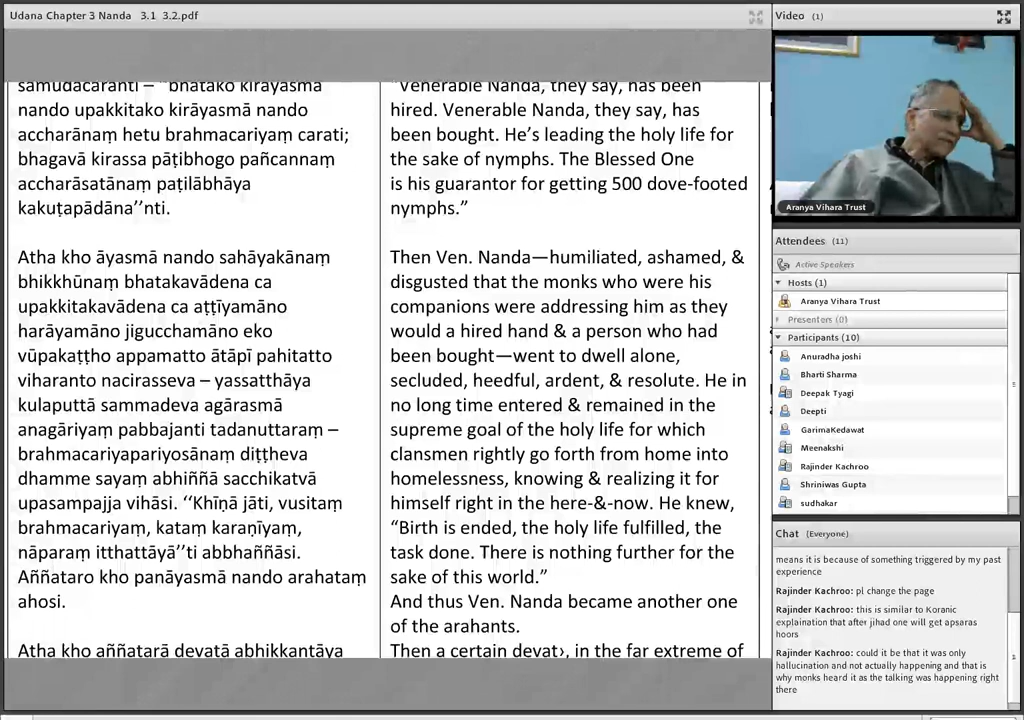 Udana Chapter 3 Nanda   3.1  3.2.pdf
samudācaranti – ‘‘bhatako kirāyasmā
nando upakkitako kirāyasmā nando
accharānaṃ hetu brahmacariyaṃ carati;
bhagavā kirassa pāṭibhogo pañcannaṃ
accharāsatānaṃ paṭilābhāya
kakuṭapādāna’’nti.
Atha kho āyasmā nando sahāyakānaṃ
bhikkhūnaṃ bhatakavādena ca
upakkitakavādena ca aṭṭīyamāno
harāyamāno jigucchamāno eko
vūpakaṭṭho appamatto ātāpī pahitatto
viharanto nacirasseva – yassatthāya
kulaputtā sammadeva agārasmā
anagāriyaṃ pabbajanti tadanuttaraṃ –
brahmacariyapariyosānaṃ diṭṭheva
dhamme sayaṃ abhiññā sacchikatvā
upasampajja vihāsi. ‘‘Khīṇā jāti, vusitaṃ
brahmacariyaṃ, kataṃ karaṇīyaṃ,
nāparaṃ itthattāyā’’ti abbhaññāsi.
Aññataro kho panāyasmā nando arahataṃ
ahosi.
Atha kho aññatarā devatā abhikkantāya
“Venerable Nanda, they say, has been
hired. Venerable Nanda, they say, has
been bought. He’s leading the holy life for
the sake of nymphs. The Blessed One
is his guarantor for getting 500 dove-footed
nymphs.”
Then Ven. Nanda—humiliated, ashamed, &
disgusted that the monks who were his
companions were addressing him as they
would a hired hand & a person who had
been bought—went to dwell alone,
secluded, heedful, ardent, & resolute. He in
no long time entered & remained in the
supreme goal of the holy life for which
clansmen rightly go forth from home into
homelessness, knowing & realizing it for
himself right in the here-&-now. He knew,
“Birth is ended, the holy life fulfilled, the
task done. There is nothing further for the
sake of this world.”
And thus Ven. Nanda became another one
of the arahants.
Then a certain devat›, in the far extreme of
Video (1)
Aranya Vihara Trust
Attendees (11)
Active Speakers
Hosts (1)
Aranya Vihara Trust
Presenters (0)
Participants (10)
Anuradha joshi
Bharti Sharma
Deepak Tyagi
Deepti
GarimaKedawat
Meenakshi
Rajinder Kachroo
Shriniwas Gupta
sudhakar
Chat (Everyone)
means it is because of something triggered by my past
experience
Rajinder Kachroo: pl change the page
Rajinder Kachroo: this is similar to Koranic
explaination that after jihad one will get apsaras
hoors
Rajinder Kachroo: could it be that it was only
hallucination and not actually happening and that is
why monks heard it as the talking was happening right
there